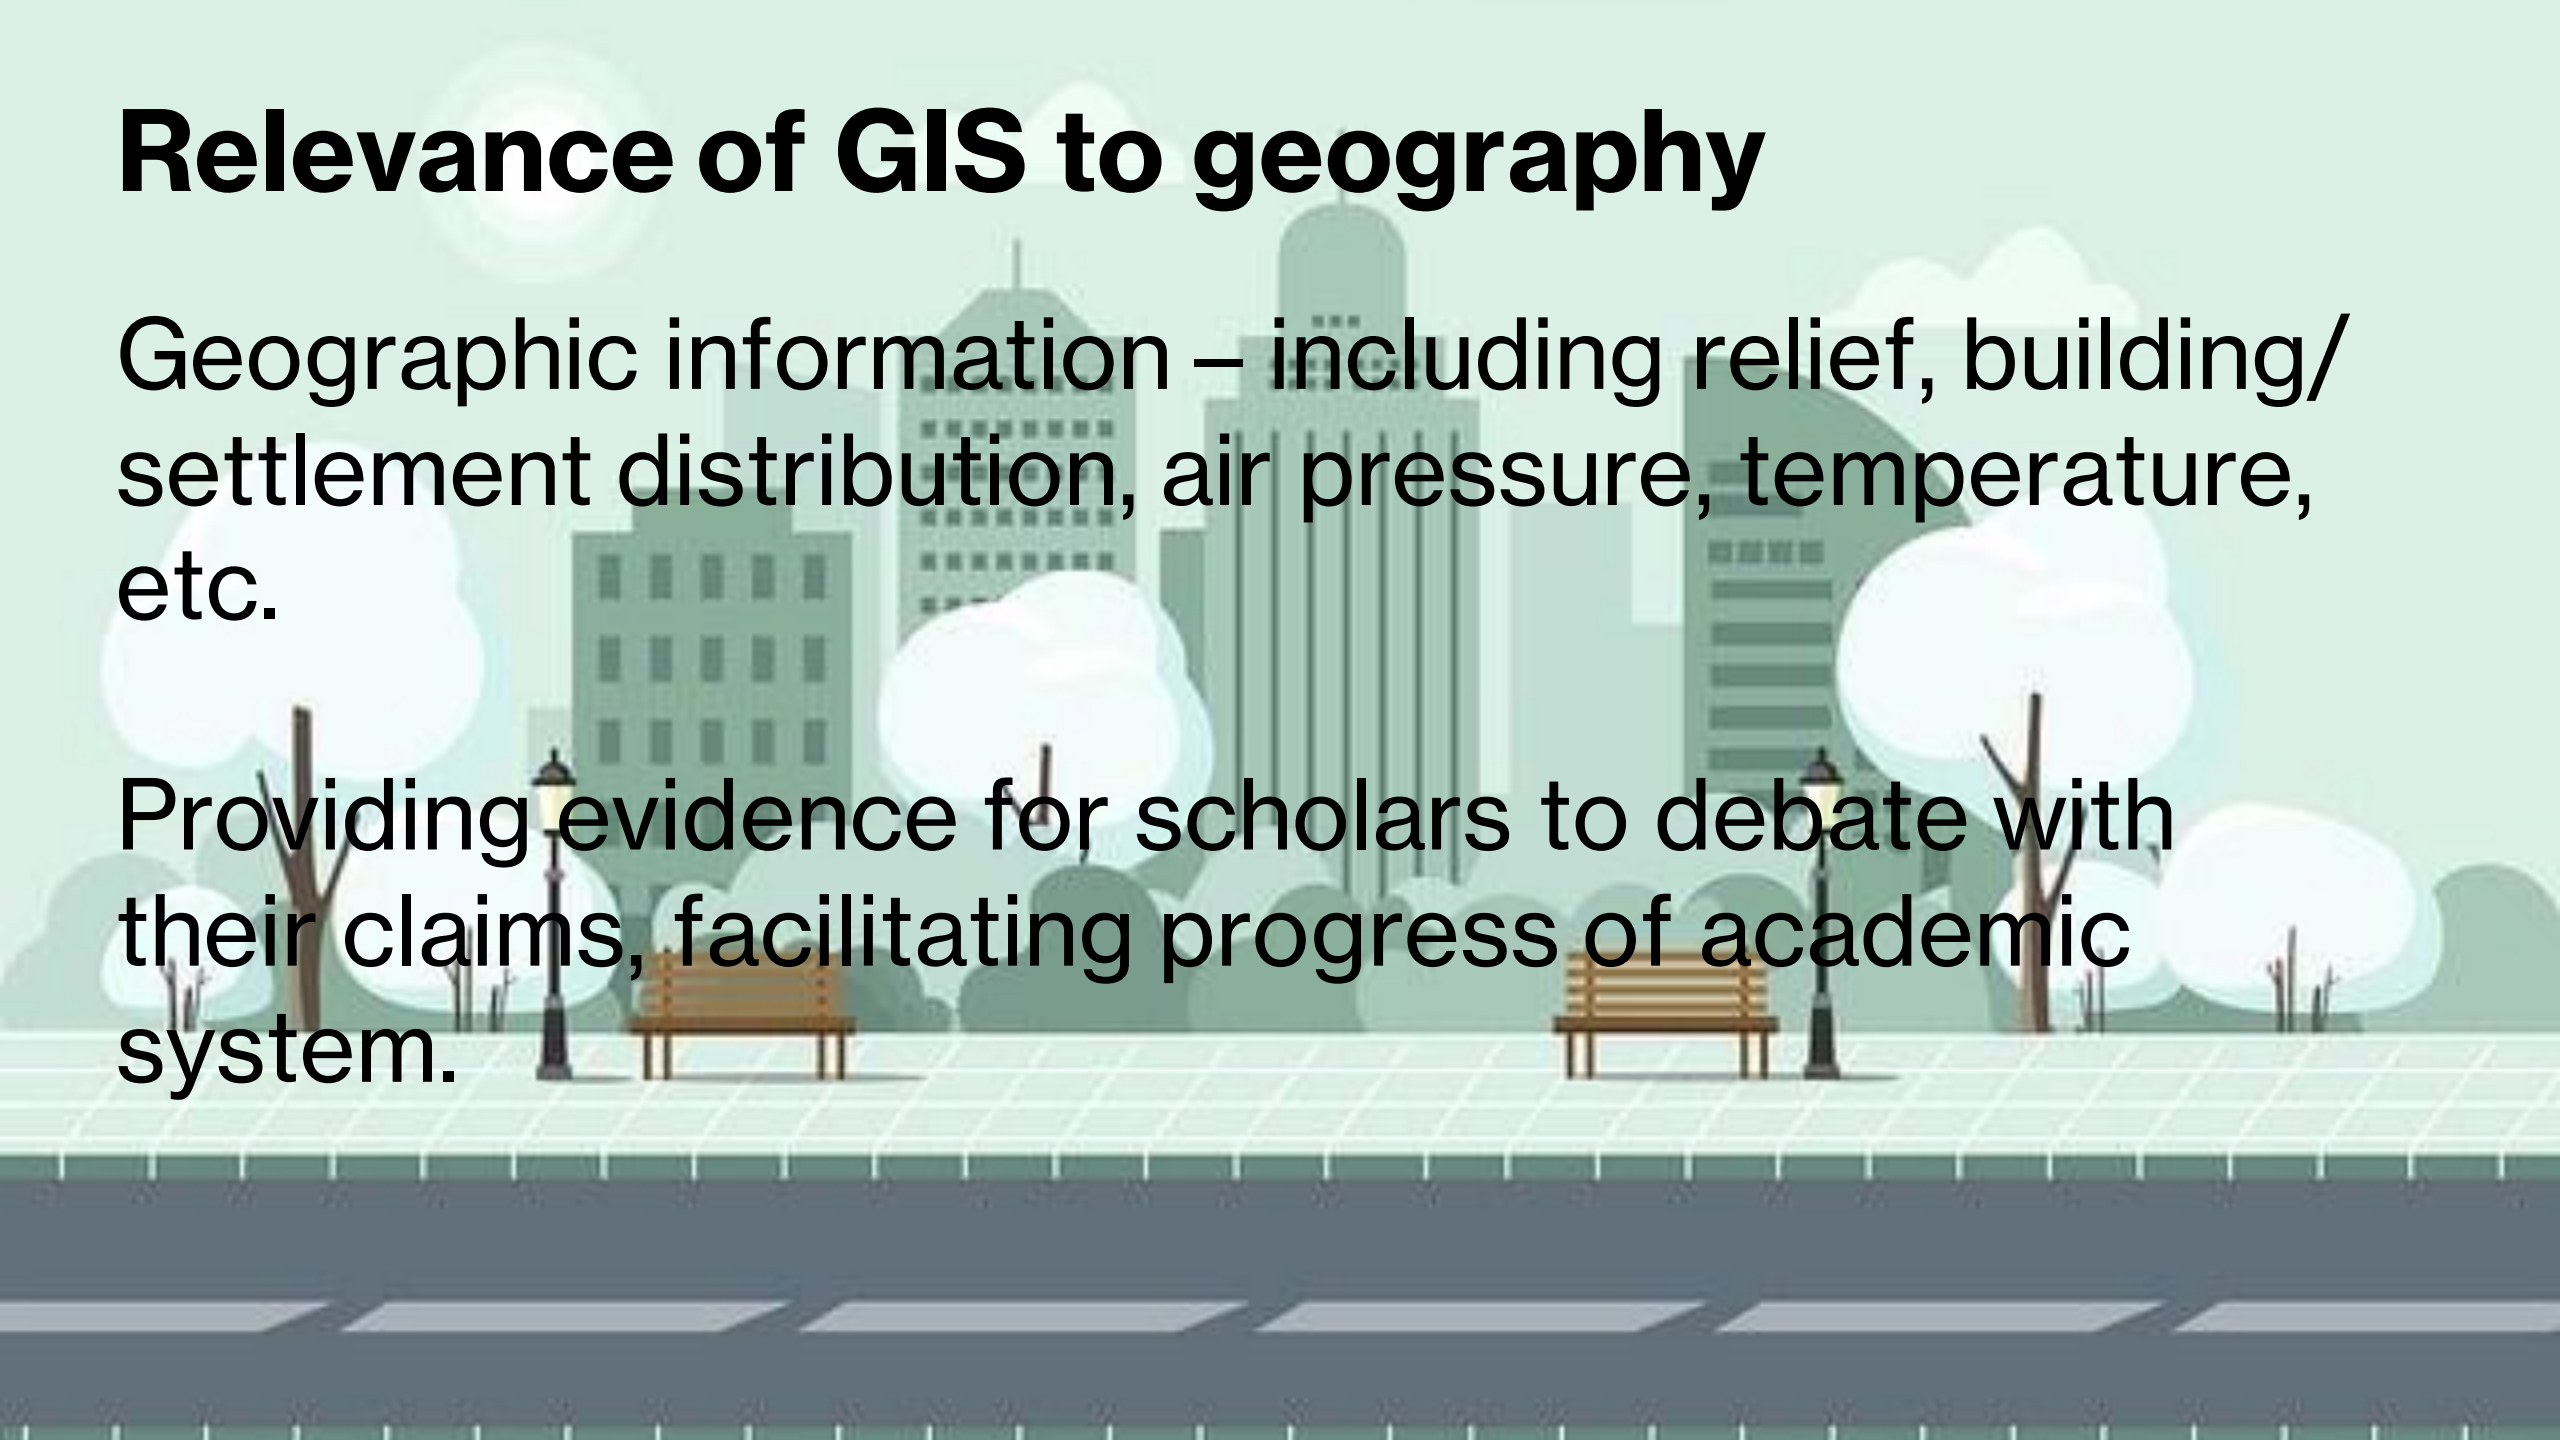 Relevance of GIS to geography
Geographic information – including relief, building/
settlement distribution, air pressure, temperature,
etc.
Providing evidence for scholars to debate with
their claims, facilitating progress of academic
system.